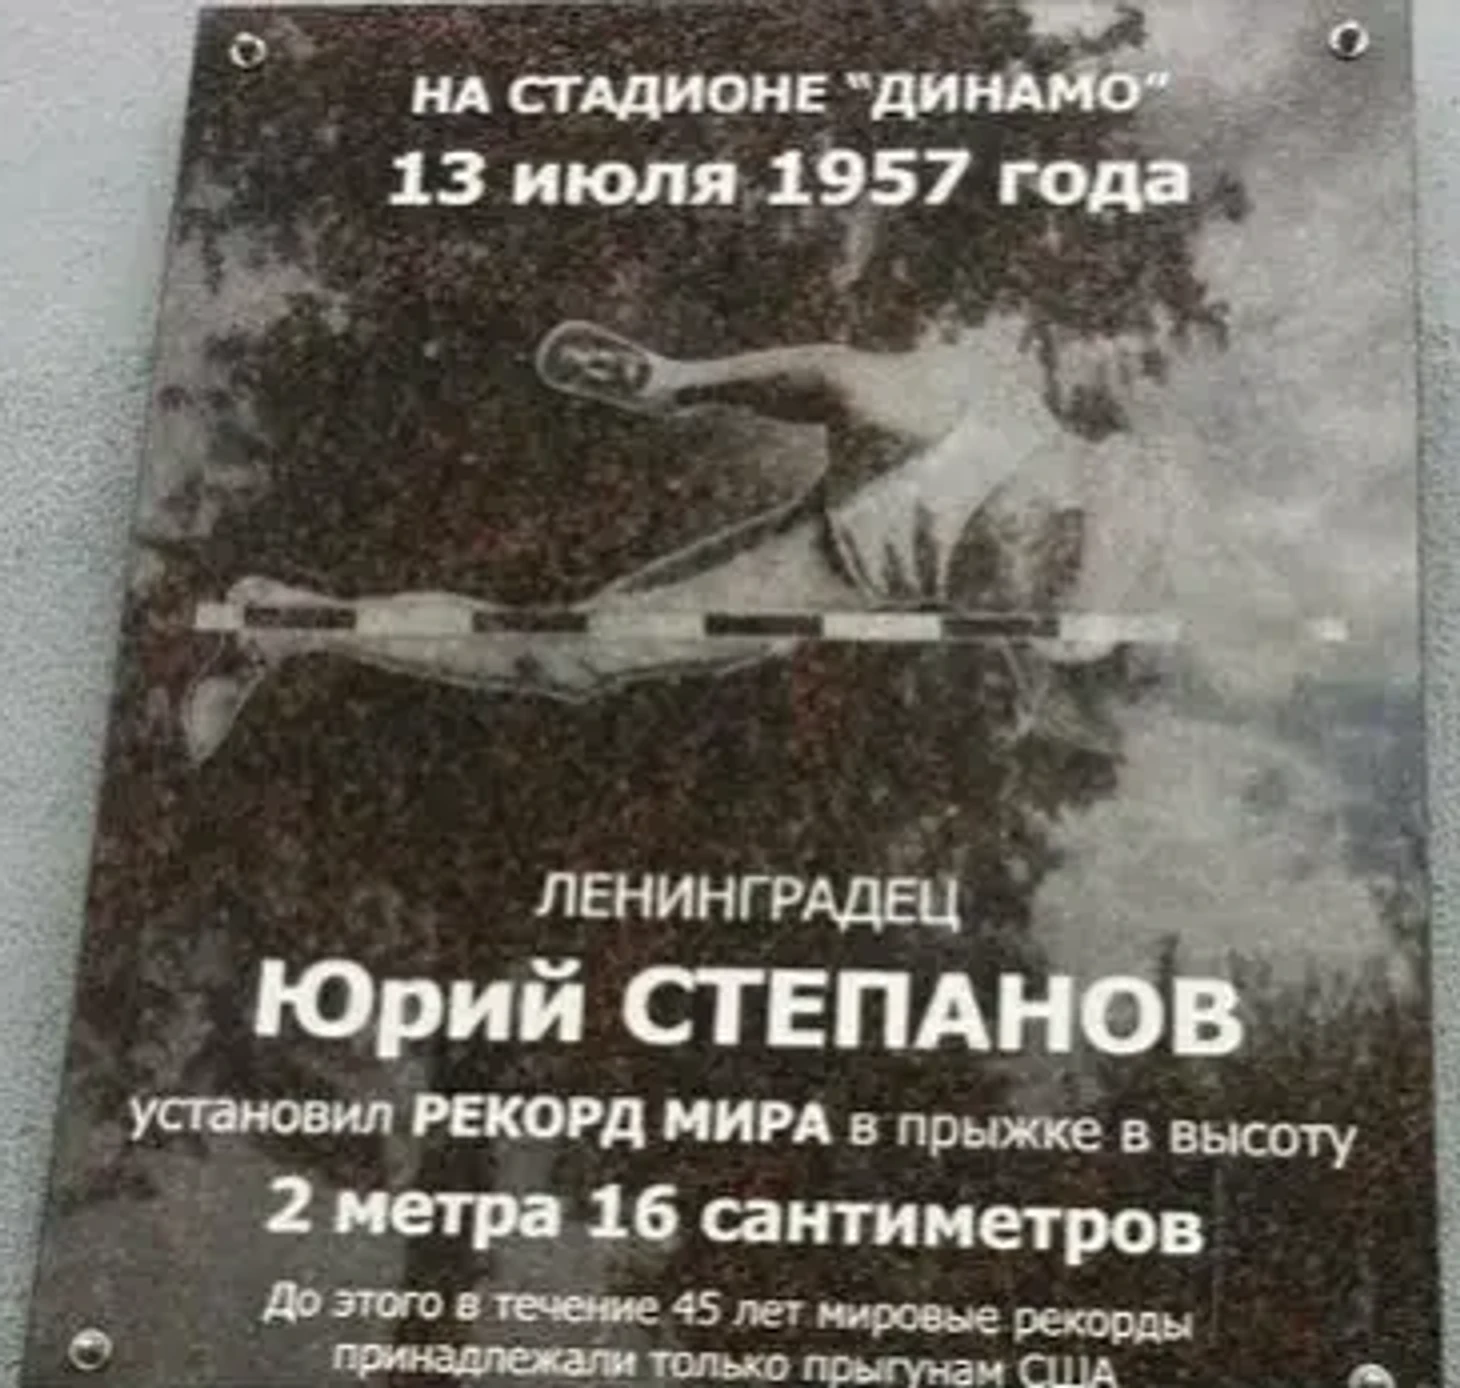 НА СТАДИОНЕ "ДИНАМО"
13 июля 1957 года
ЛЕНИНГРАДЕЦ
Юрий СТЕПАНОВ
установил РЕКОРД МИРА в прыжке в высоту
2 метра 16 сантиметров
До этого в течение 45 лет мировые рекорды
принадлежали только прыгунам США